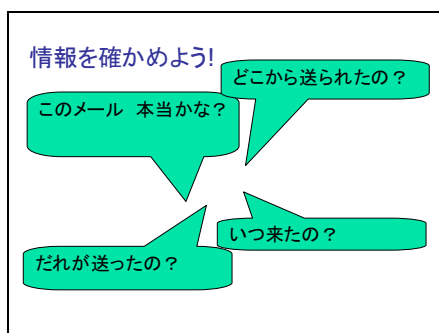 情報を確かめよう!
どこから送られたの？
このメール 本当かな？
いつ来たの？
だれが送ったの？